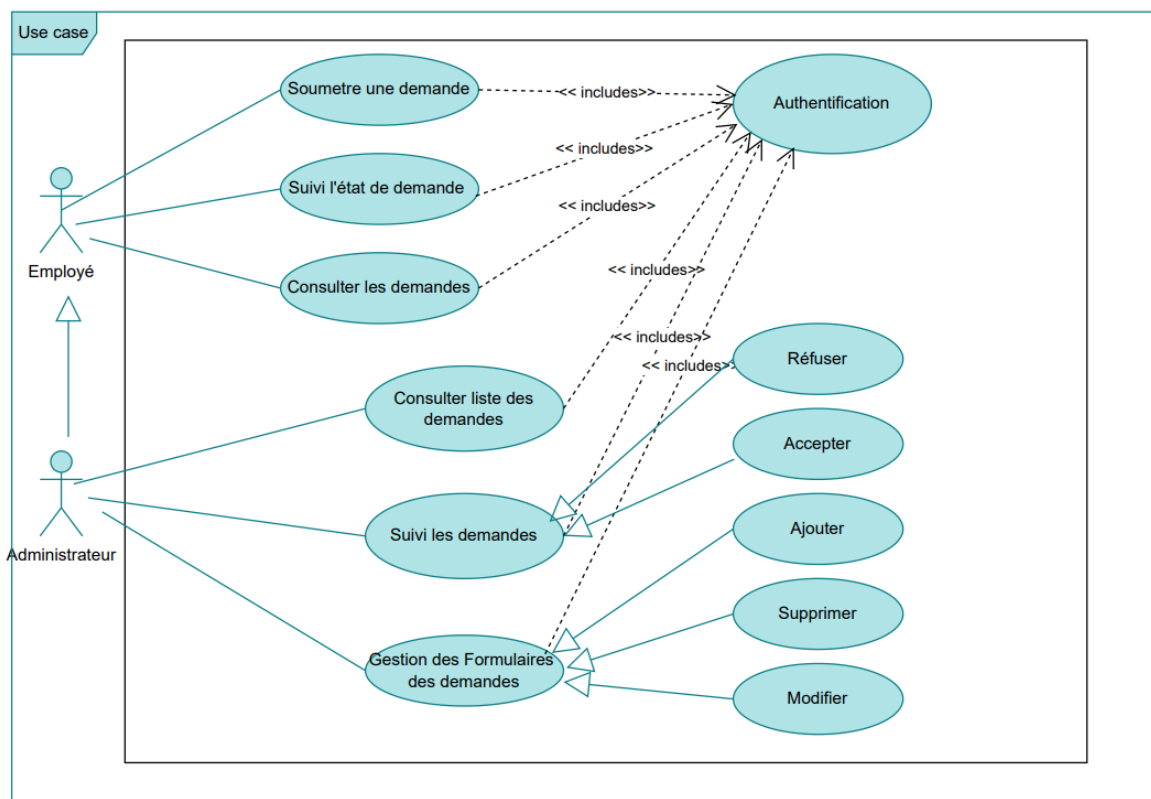 Use case
Soumetre une demande
<< includes>>
Authentification
<< includes>>
Suivi l'état de demande
<< includes>>
Employé
Consulter les demandes
<< includes>>
<< includes>>
<< includes>>
Réfuser
Consulter liste des
demandes
Accepter
Administrateur
Suivi les demandes
Ajouter
Supprimer
Gestion des Formulaires
des demandes
Modifier